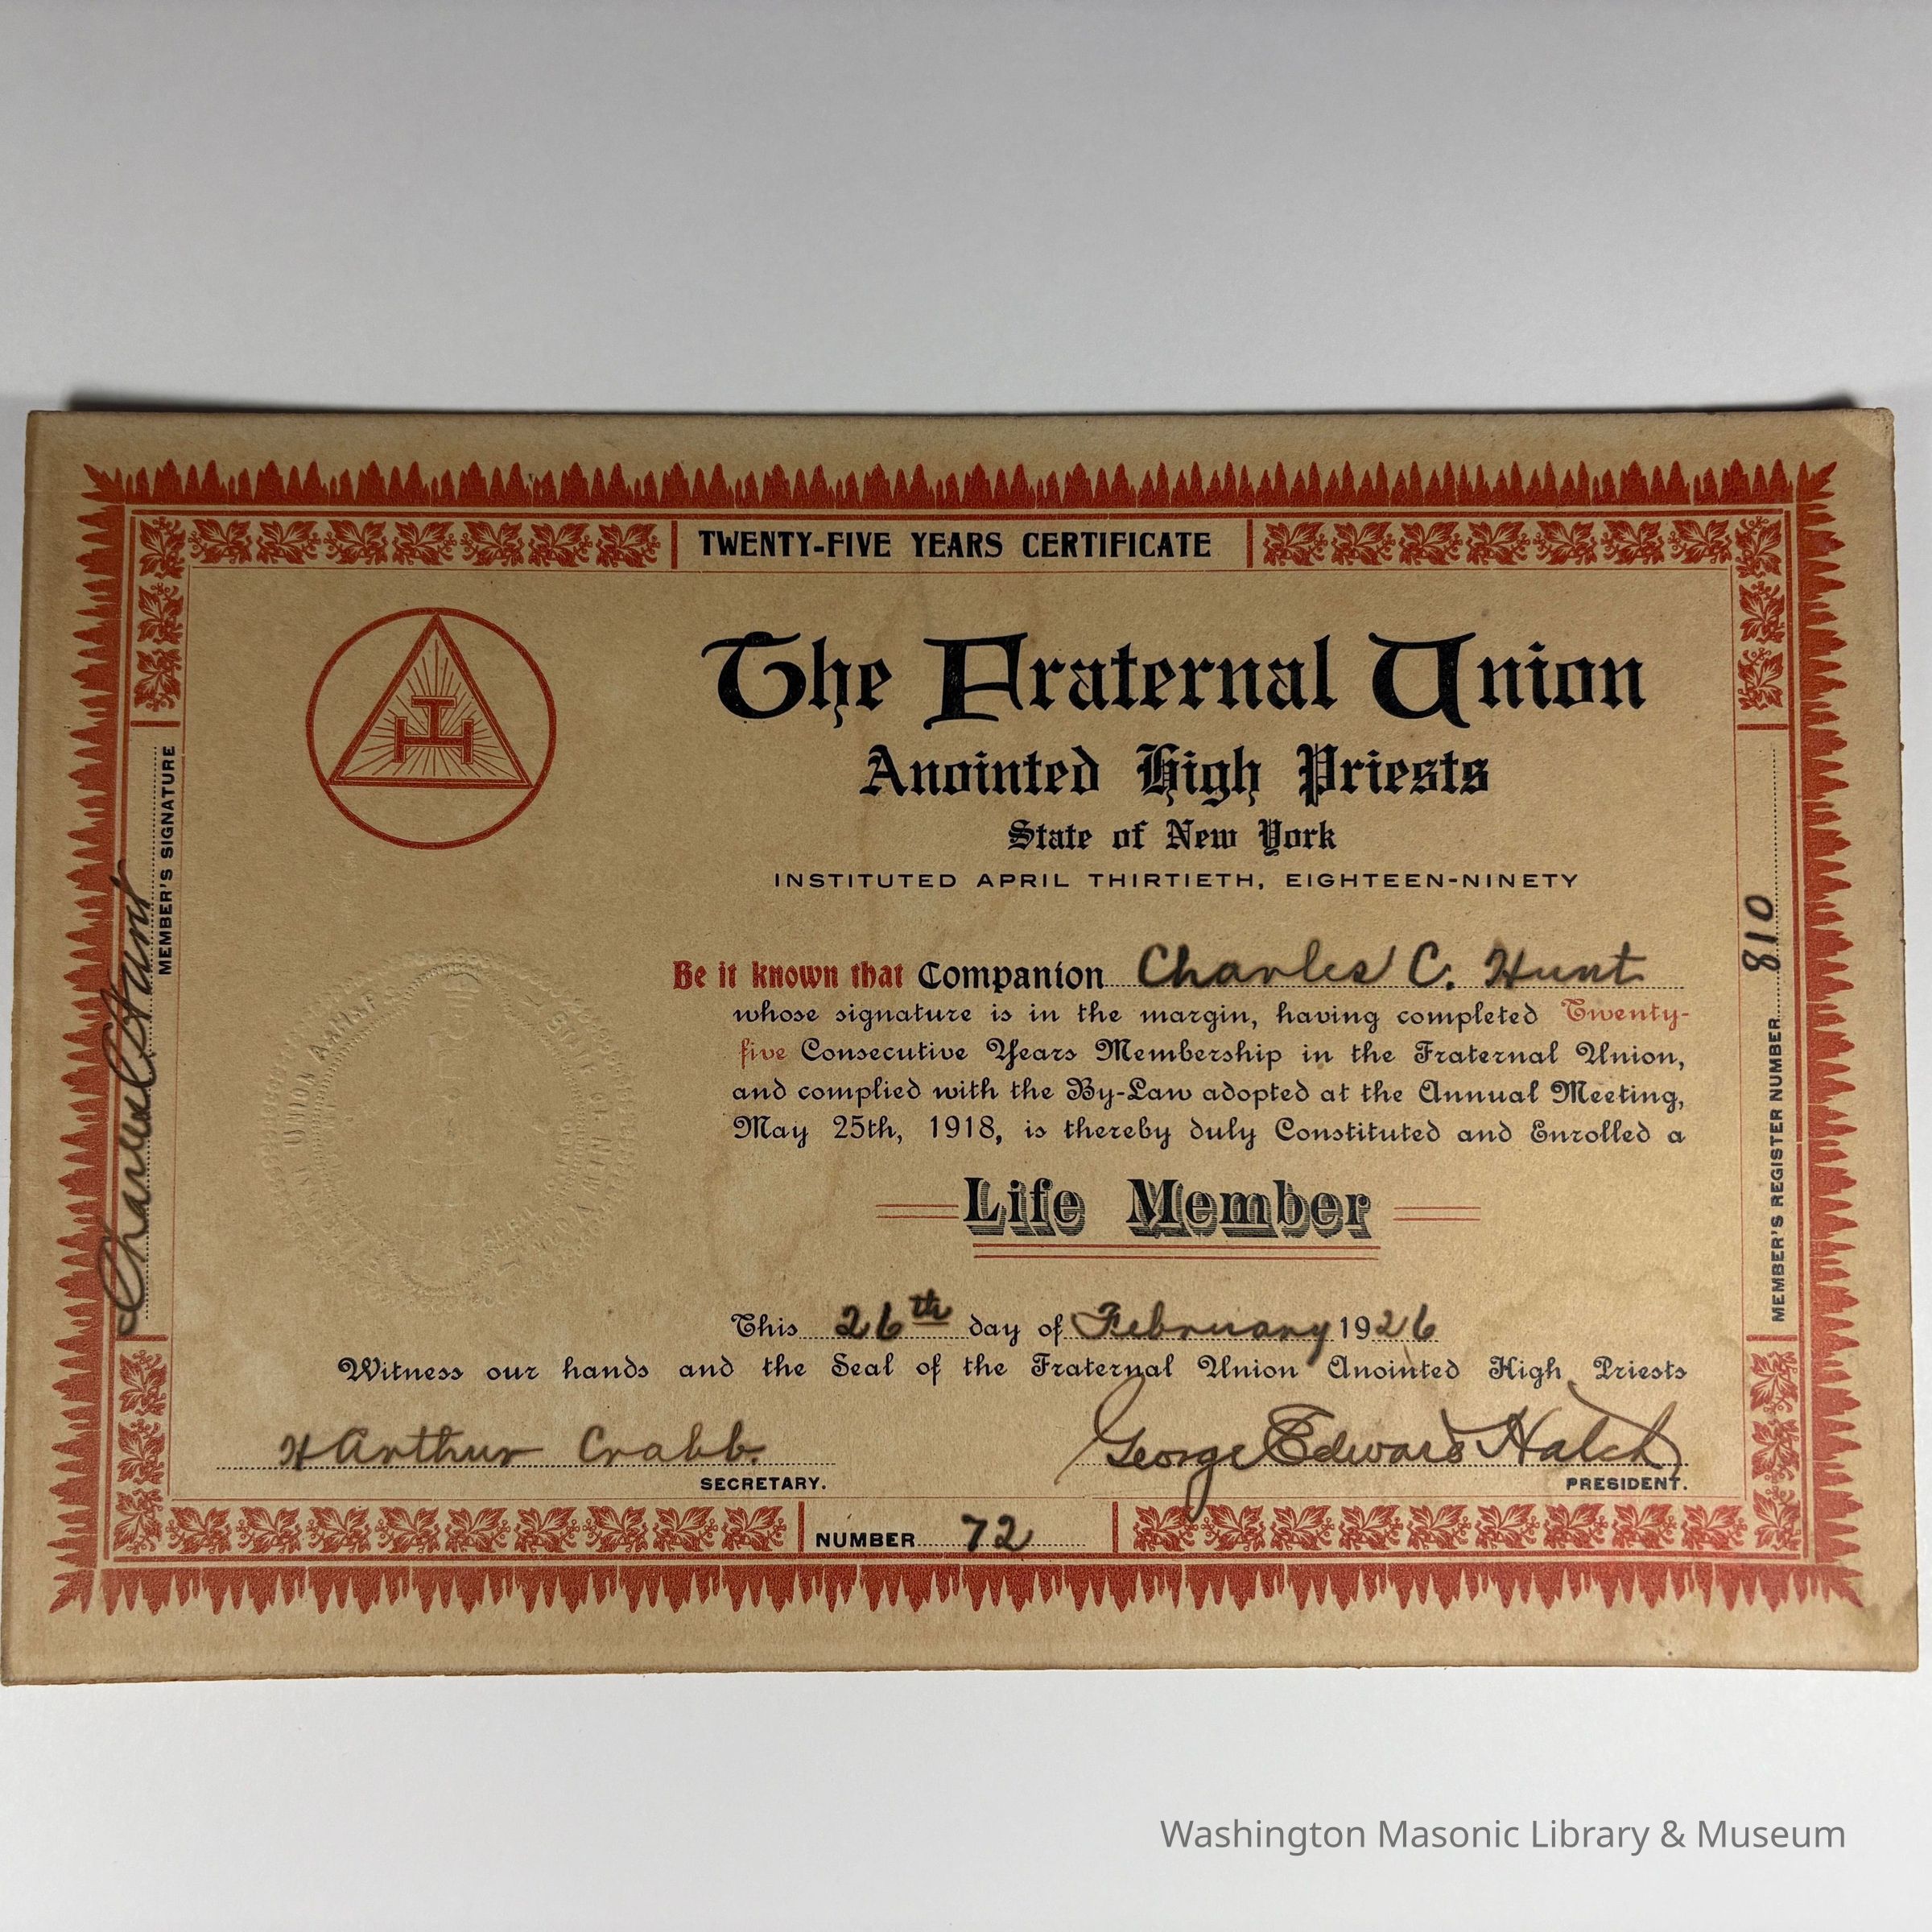 TWENTY-FIVE YEARS CERTIFICATE
The Fraternal Union
Anointed High Priests
State of New York
INSTITUTED APRIL THIRTIETH, EIGHTEEN-NINETY
Be it known that Companion Charles C. Hunt
whose signature is in the margin, having completed Twenty-
five Consecutive Years Membership in the Fraternal Union,
and complied with the By-Law adopted at the Annual Meeting,
May 25th, 1918, is thereby duly Constituted and Enrolled a
Life Member
This 26th day of February 1926
Witness our hands and the Seal of the Fraternal Union Anointed High Priests
H Arthur Crabb.
SECRETARY.
George Edward Hatch
PRESIDENT.
NUMBER 72
Charles C Hunt
MEMBER'S SIGNATURE
MEMBER'S REGISTER NUMBER 810
UNION A.
OF NEW
Washington Masonic Library & Museum